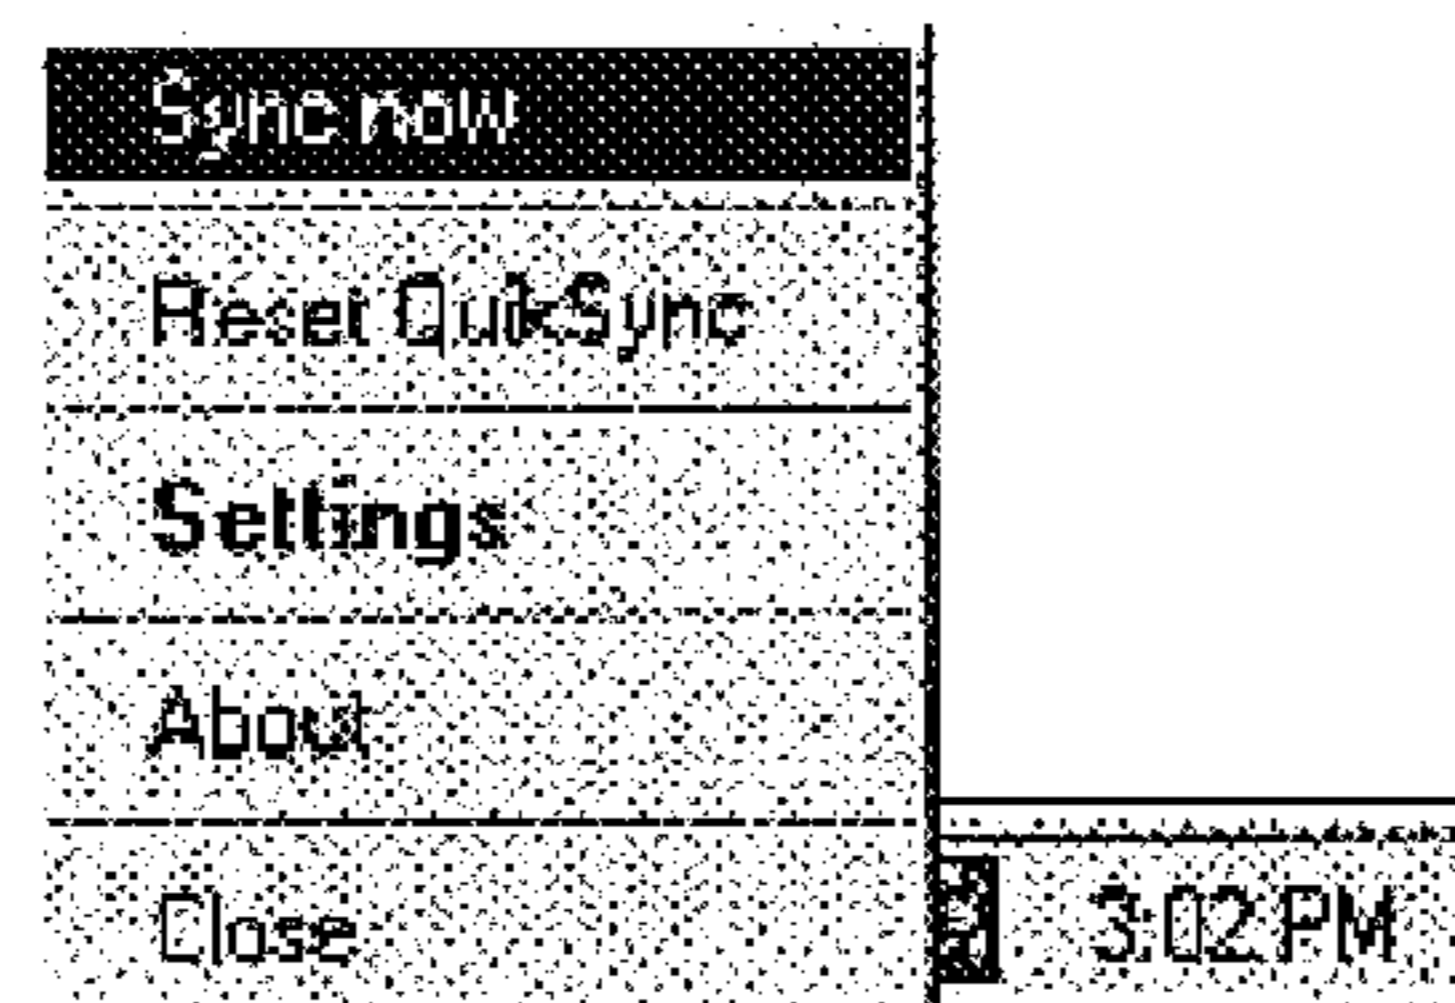 Sync now
Reset QuikSync
Settings
About
Close
3:02 PM